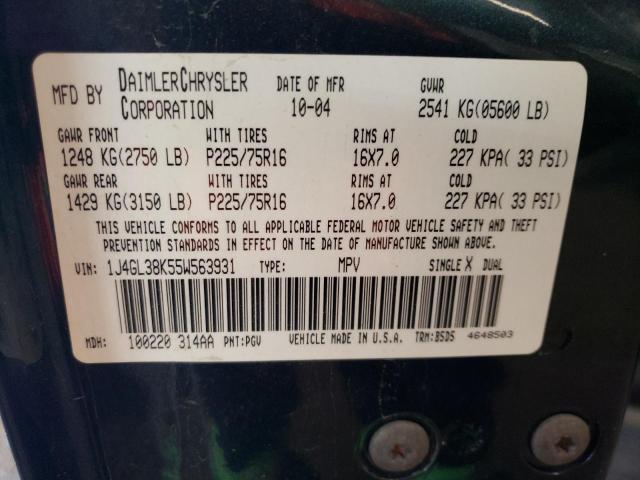 MFD BY DAIMLERCHRYSLER CORPORATION DATE OF MFR 10-04 GVWR 2541 KG(05600 LB)
GAWR FRONT WITH TIRES RIMS AT COLD
1248 KG(2750 LB) P225/75R16 16X7.0 227 KPA( 33 PSI)
GAWR REAR WITH TIRES RIMS AT COLD
1429 KG(3150 LB) P225/75R16 16X7.0 227 KPA( 33 PSI)
THIS VEHICLE CONFORMS TO ALL APPLICABLE FEDERAL MOTOR VEHICLE SAFETY AND THEFT
PREVENTION STANDARDS IN EFFECT ON THE DATE OF MANUFACTURE SHOWN ABOVE.
VIN: 1J4GL38K55W563931 TYPE: MPV SINGLE X DUAL
MDH: 100220 314AA PNT:PGV VEHICLE MADE IN U.S.A. TRM:B5D5 4648503